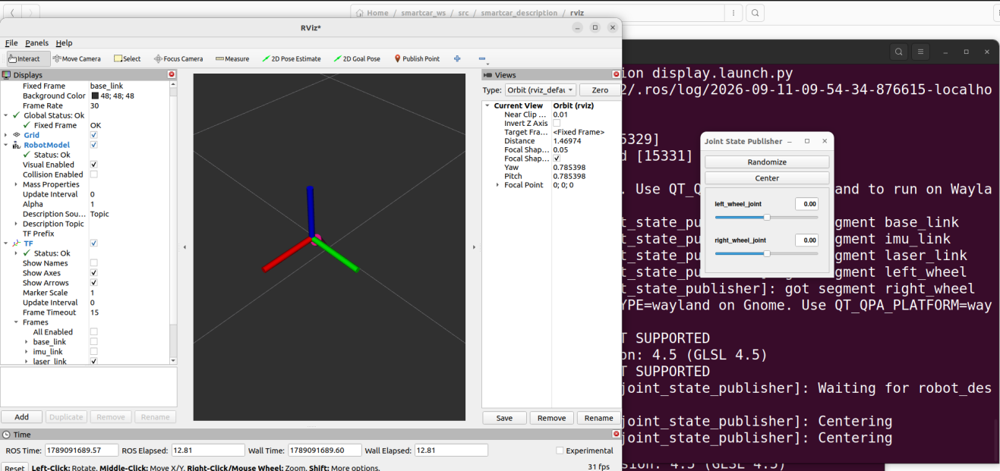 Home / smartcar_ws / src / smartcar_description / rviz
RViz*
File Panels Help
Interact Move Camera Select Focus Camera Measure 2D Pose Estimate 2D Goal Pose Publish Point
Displays
Fixed Frame base_link
Background Color 48; 48; 48
Frame Rate 30
Global Status: Ok
Fixed Frame OK
Grid
RobotModel
Status: Ok
Visual Enabled
Collision Enabled
Mass Properties
Update Interval 0
Alpha 1
Description Sou... Topic
Description Topic
TF Prefix
TF
Status: Ok
Show Names
Show Axes
Show Arrows
Marker Scale 1
Update Interval 0
Frame Timeout 15
Frames
All Enabled
base_link
imu_link
laser_link
Add Duplicate Remove Rename
Views
Type: Orbit (rviz_defau Zero
Current View Orbit (rviz)
Near Clip ... 0.01
Invert Z Axis
Target Fra... <Fixed Frame>
Distance 1.46974
Focal Shap... 0.05
Focal Shap...
Yaw 0.785398
Pitch 0.785398
Focal Point 0; 0; 0
Save Remove Rename
Time
ROS Time: 1789091689.57 ROS Elapsed: 12.81 Wall Time: 1789091689.60 Wall Elapsed: 12.81 Experimental
Reset Left-Click: Rotate. Middle-Click: Move X/Y. Right-Click/Mouse Wheel: Zoom. Shift: More options. 31 fps
ion display.launch.py
2/.ros/log/2026-09-11-09-54-34-876615-localho
5329]
d [15331]
. Use QT_Q and to run on Wayla
t_state_pu gment base_link
t_state_pu gment imu_link
t_state_pu gment laser_link
t_state_pu gment left_wheel
t_state_publisher]: got segment right_wheel
YPE=wayland on Gnome. Use QT_QPA_PLATFORM=way
T SUPPORTED
on: 4.5 (GLSL 4.5)
T SUPPORTED
joint_state_publisher]: Waiting for robot_des
joint_state_publisher]: Centering
joint_state_publisher]: Centering
sion: 4.5 (GLSL 4.5)
Joint State Publisher
Randomize
Center
left_wheel_joint 0.00
right_wheel_joint 0.00